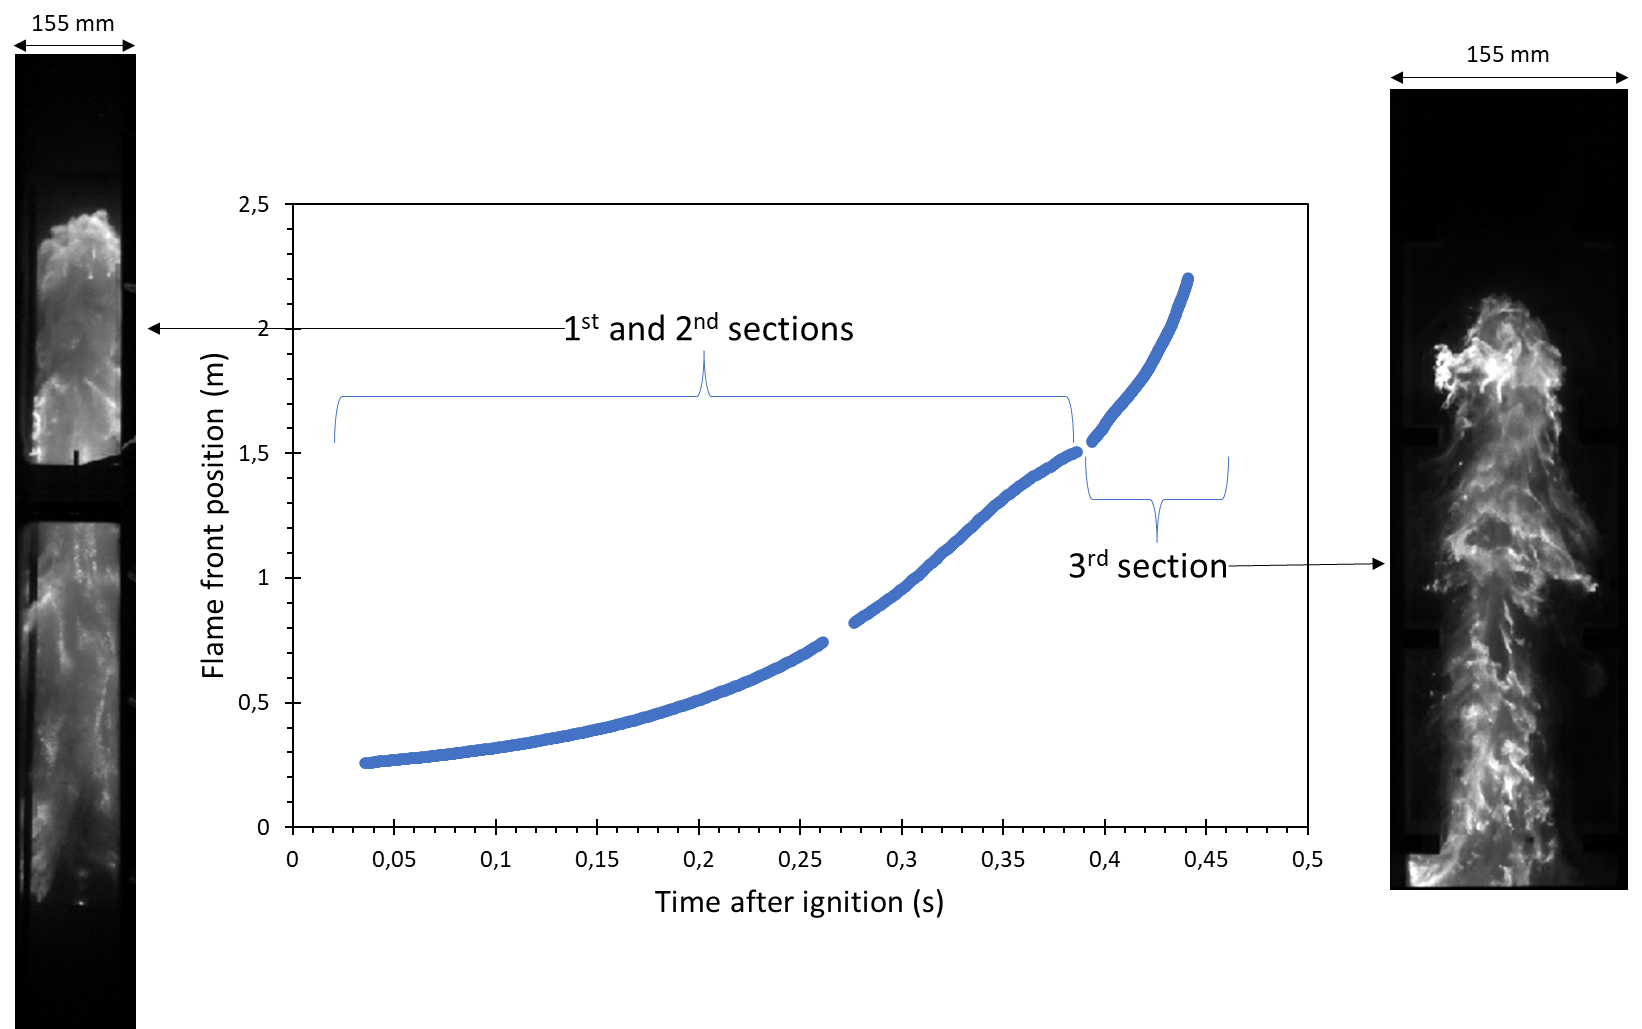 155 mm
155 mm
2,5
2
1,5
1
0,5
0
Flame front position (m)
1st and 2nd sections
3rd section
0 0,05 0,1 0,15 0,2 0,25 0,3 0,35 0,4 0,45 0,5
Time after ignition (s)